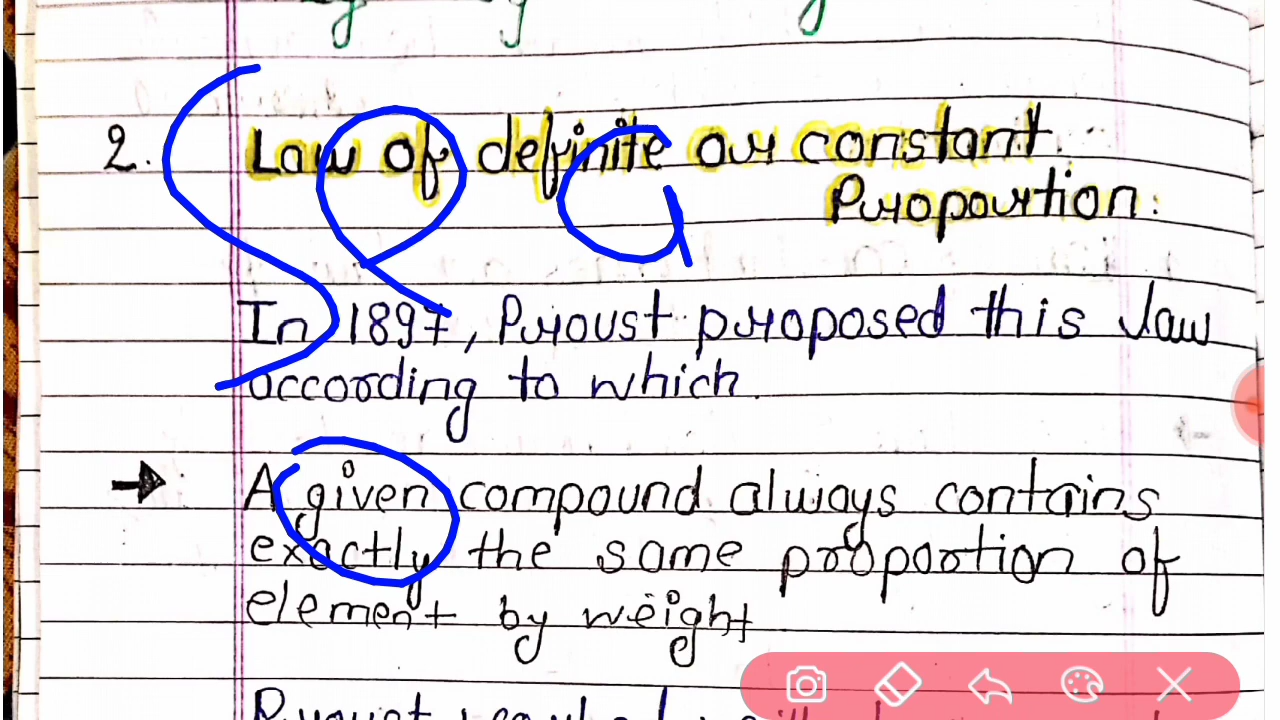 2. Law of definite or constant
Proportion:
In 1897, Proust proposed this law
according to which.
A given compound always contains
exactly the same proportion of
element by weight